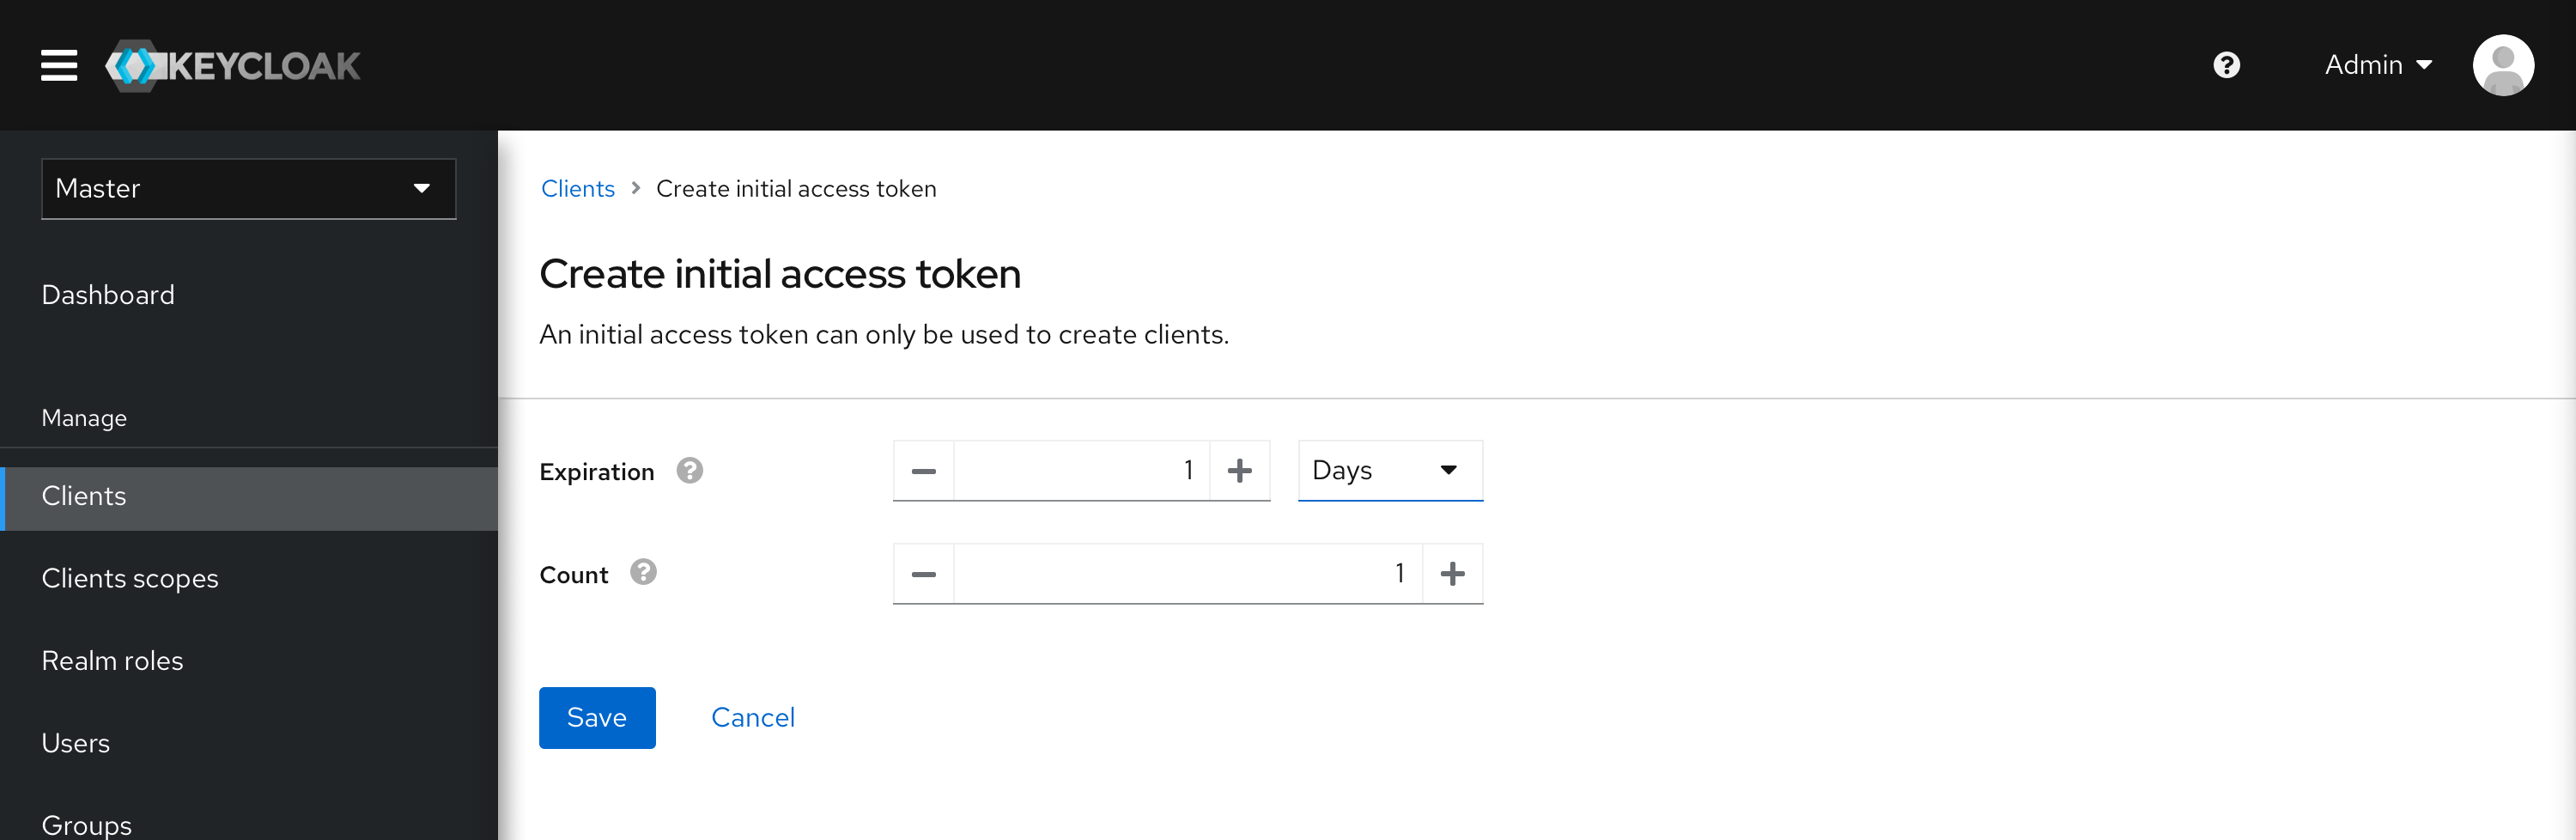 KEYCLOAK
Admin
Master
Dashboard
Manage
Clients
Clients scopes
Realm roles
Users
Groups
Clients > Create initial access token
Create initial access token
An initial access token can only be used to create clients.
Expiration 1 Days
Count 1
Save Cancel